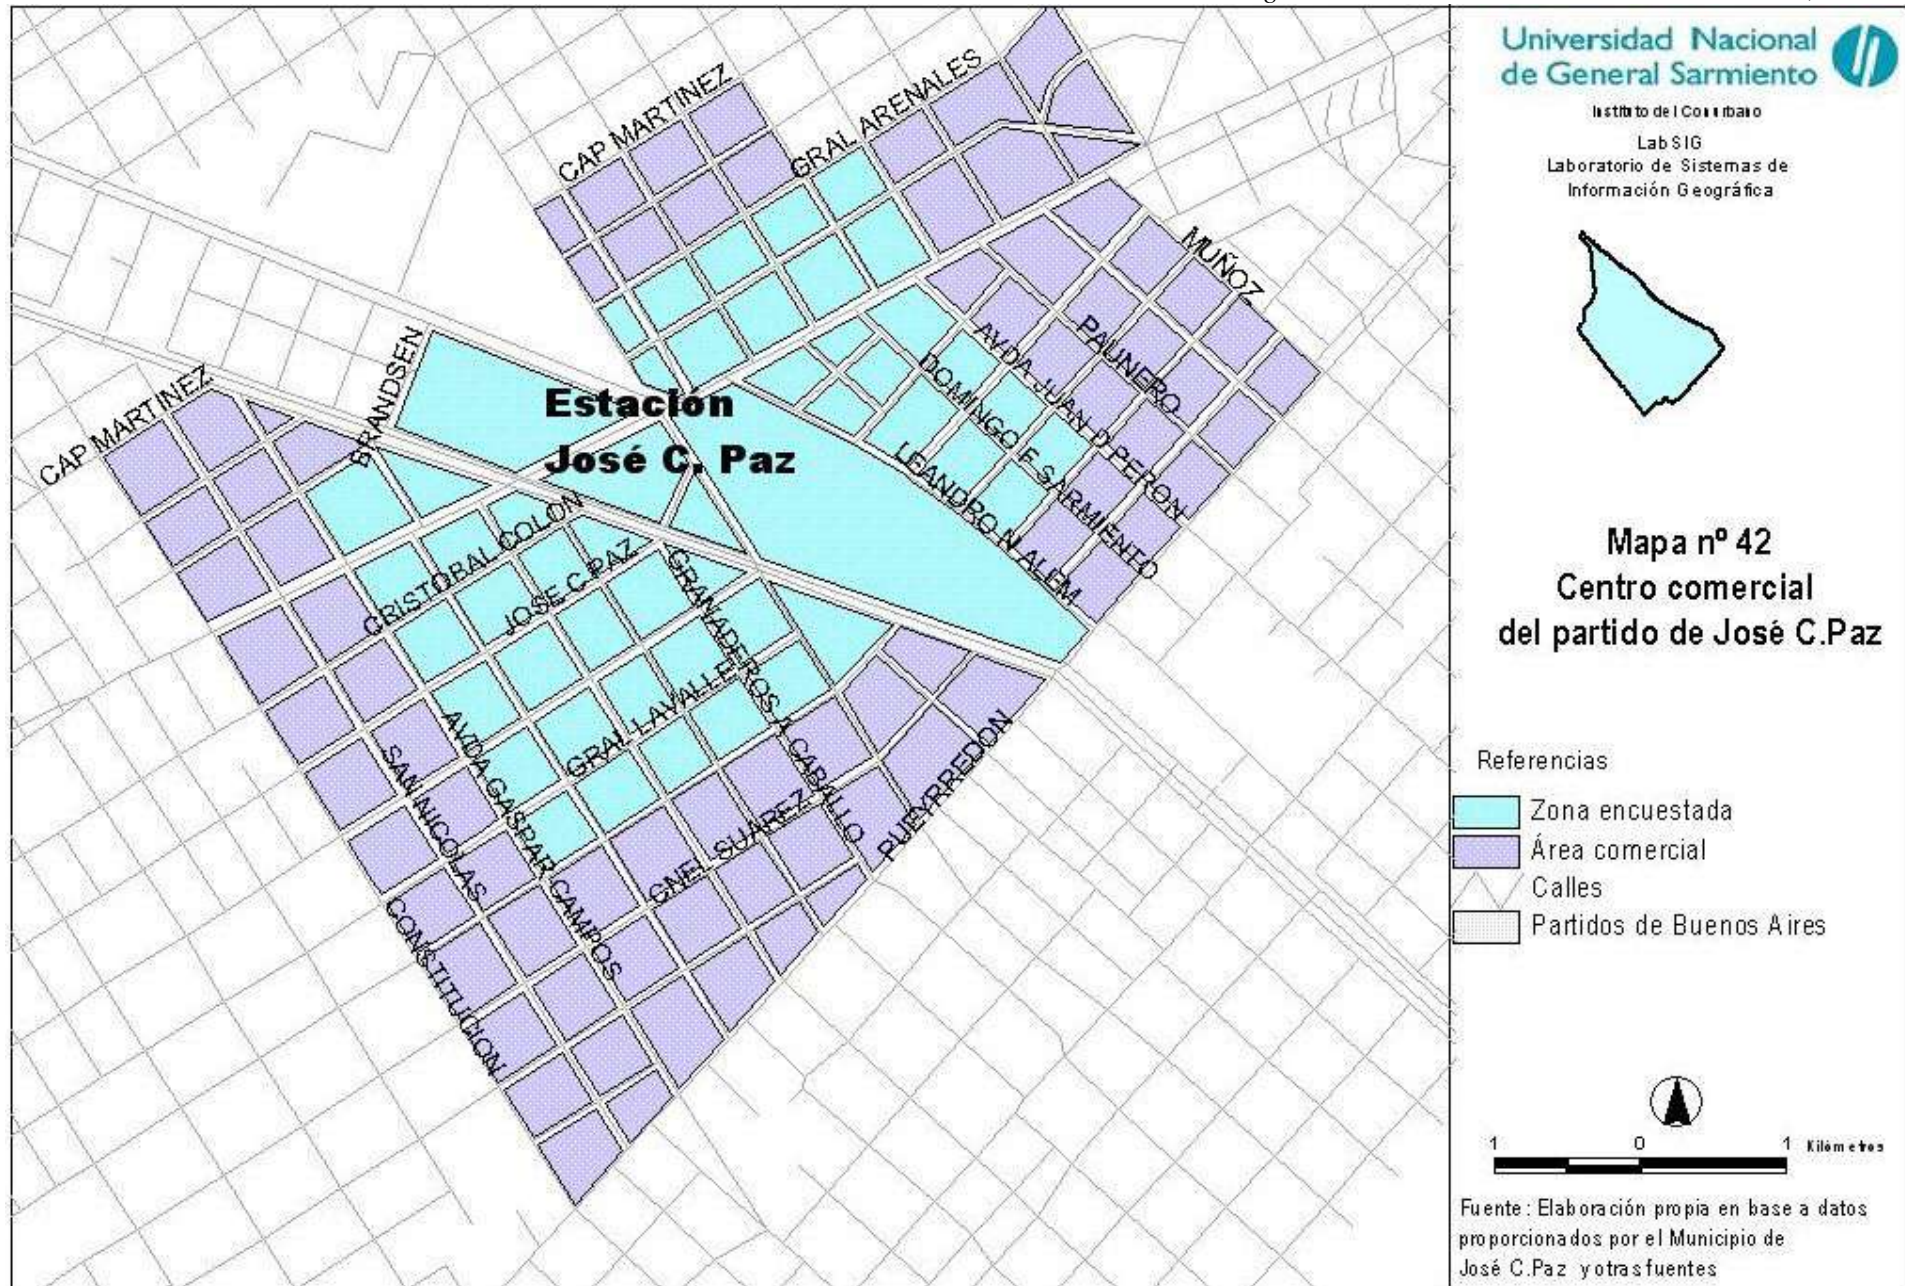 Universidad Nacional
de General Sarmiento
Instituto del Conurbano
LabSIG
Laboratorio de Sistemas de
Información Geográfica
Mapa nº 42
Centro comercial
del partido de José C.Paz
Referencias
Zona encuestada
Área comercial
Calles
Partidos de Buenos Aires
1 0 1 Kilómetros
Fuente: Elaboración propia en base a datos
proporcionados por el Municipio de
José C.Paz y otras fuentes
CAP MARTINEZ
GRAL ARENALES
MUÑOZ
PAUNERO
AVDA JUAN D PERON
DOMINGO F SARMIENTO
LEANDRO N ALEM
BRANDSEN
Estación
José C. Paz
CAP MARTINEZ
CRISTOBAL COLON
JOSE C PAZ
GRANADEROS A CABALLO
GRAL LAVALLE
AVDA GASPAR CAMPOS
SAN NICOLAS
CNEL SUAREZ
PUEYRREDON
CONSTITUCION